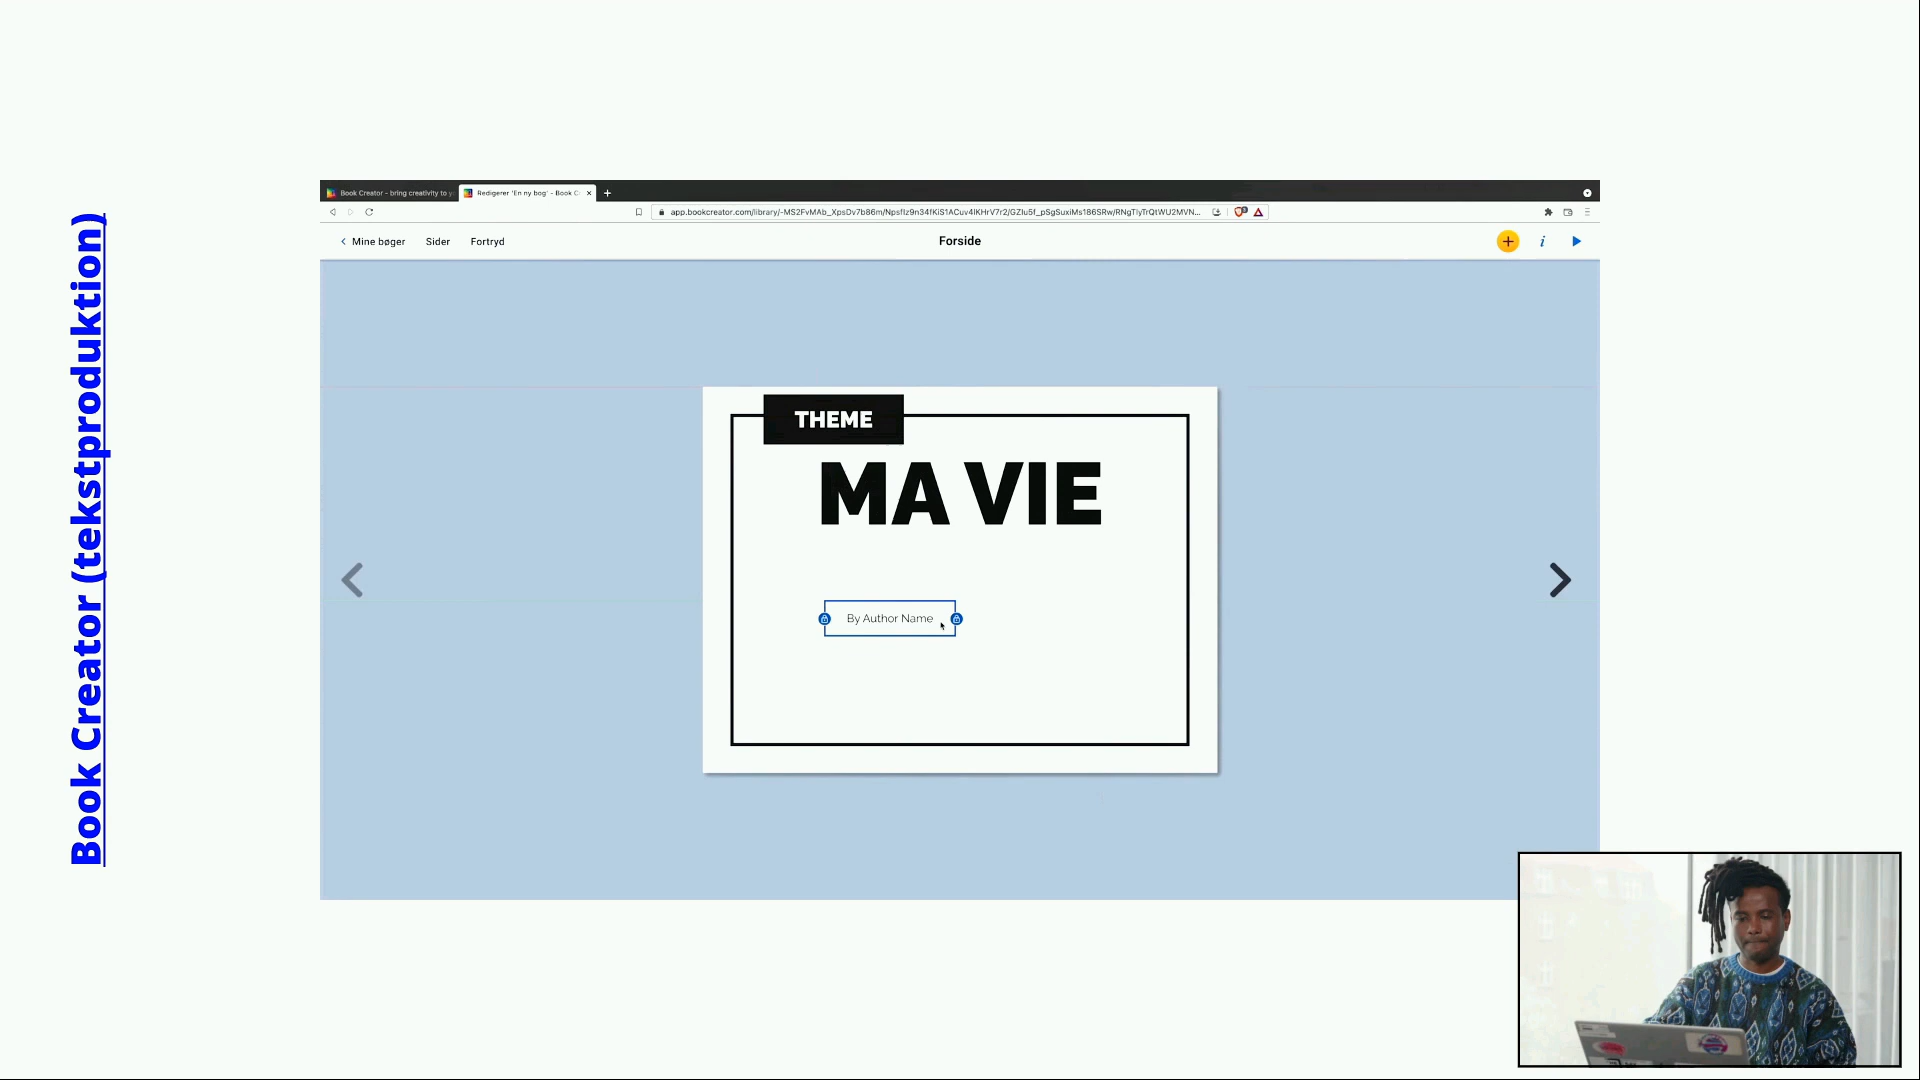 Book Creator (tekstproduktion)
Book Creator - bring creativity to y
Redigerer 'En ny bog' - Book C
Mine bøger
Sider
Fortryd
Forside
THEME
MA VIE
By Author Name